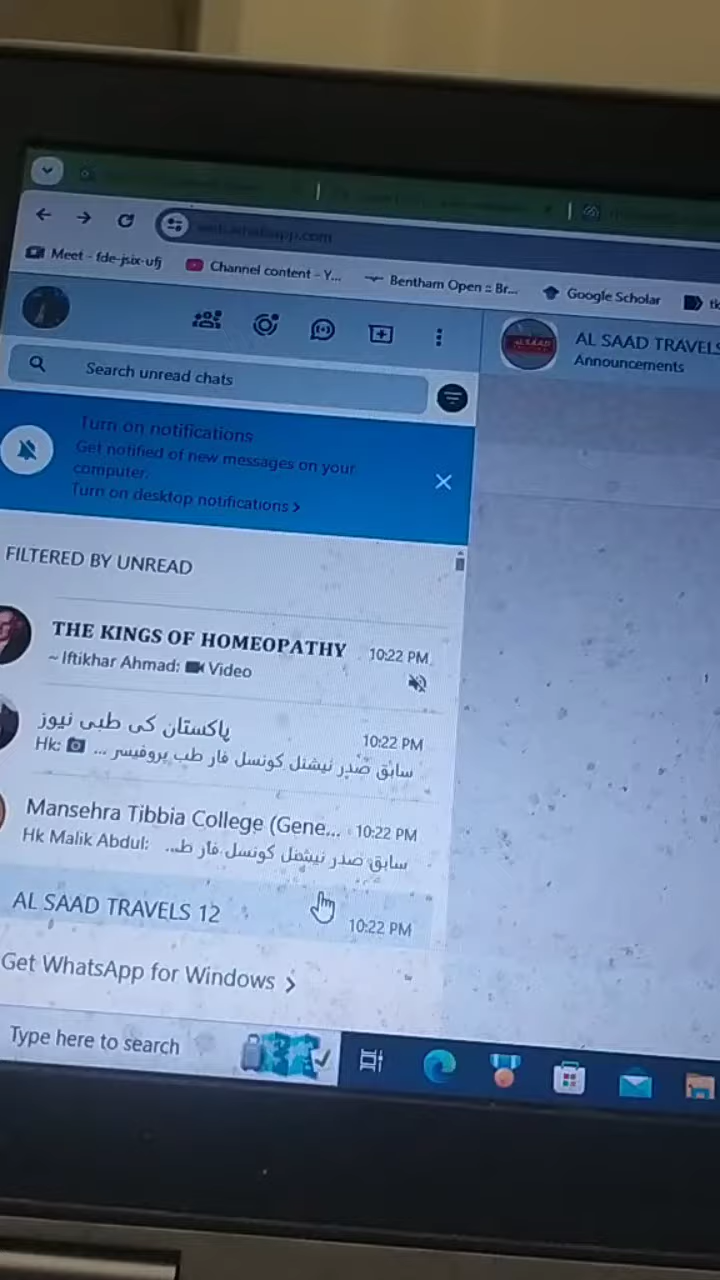 Meet - fde-jsix-ufj
Channel content - Y...
Bentham Open :: Br...
Google Scholar
AL SAAD TRAVELS
Announcements
Search unread chats
Turn on notifications
Get notified of new messages on your
computer.
Turn on desktop notifications >
FILTERED BY UNREAD
THE KINGS OF HOMEOPATHY 10:22 PM
~ Iftikhar Ahmad: Video
پاکستان کی طبی نیوز 10:22 PM
Hk: سابق صدر نیشنل کونسل فار طب پروفیسر ...
Mansehra Tibbia College (Gene... 10:22 PM
Hk Malik Abdul: سابق صدر نیشنل کونسل فار ط...
AL SAAD TRAVELS 12 10:22 PM
Get WhatsApp for Windows >
Type here to search